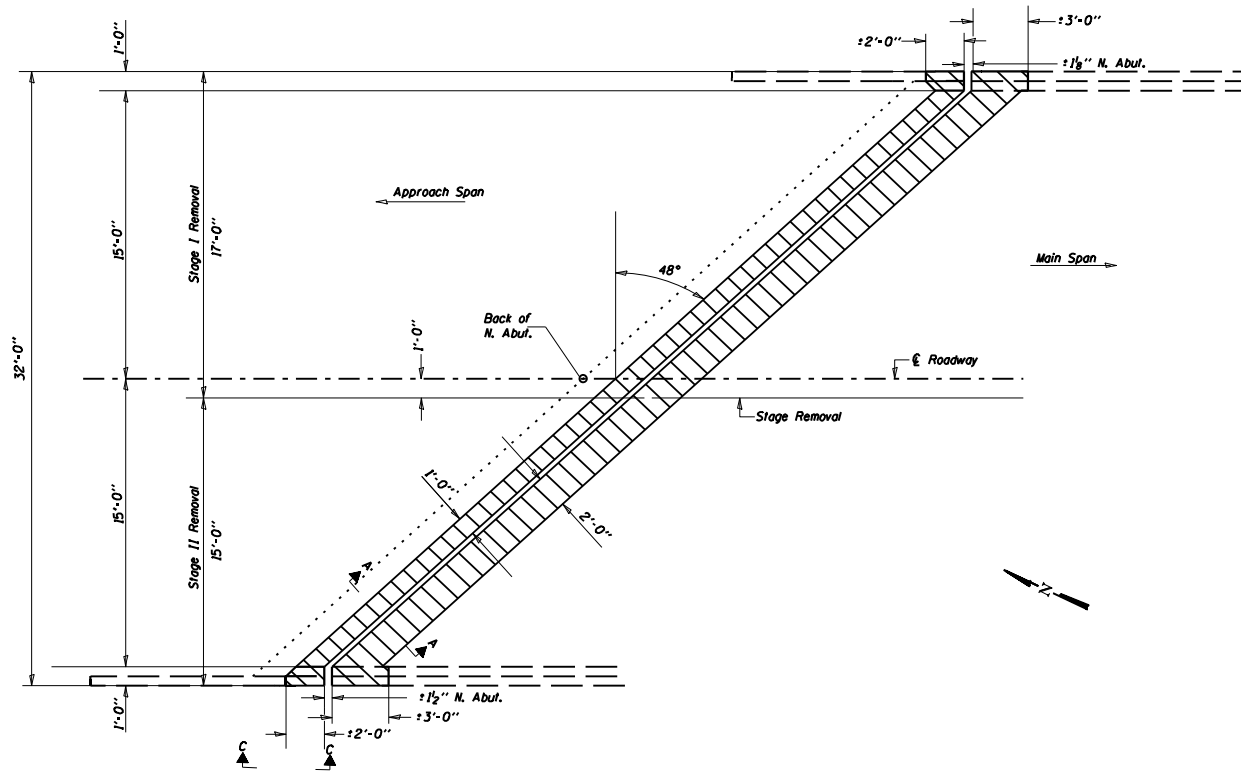 1'-0"
±3'-0"
±2'-0"
±1⅛" N. Abut.
Approach Span
Stage I Removal
17'-0"
15'-0"
48°
Main Span
Back of
N. Abut.
1'-0"
32'-0"
℄ Roadway
Stage Removal
1'-0"
2'-0"
15'-0"
Stage II Removal
15'-0"
A
A
N
±1½" N. Abut.
±3'-0"
1'-0"
±2'-0"
C
C